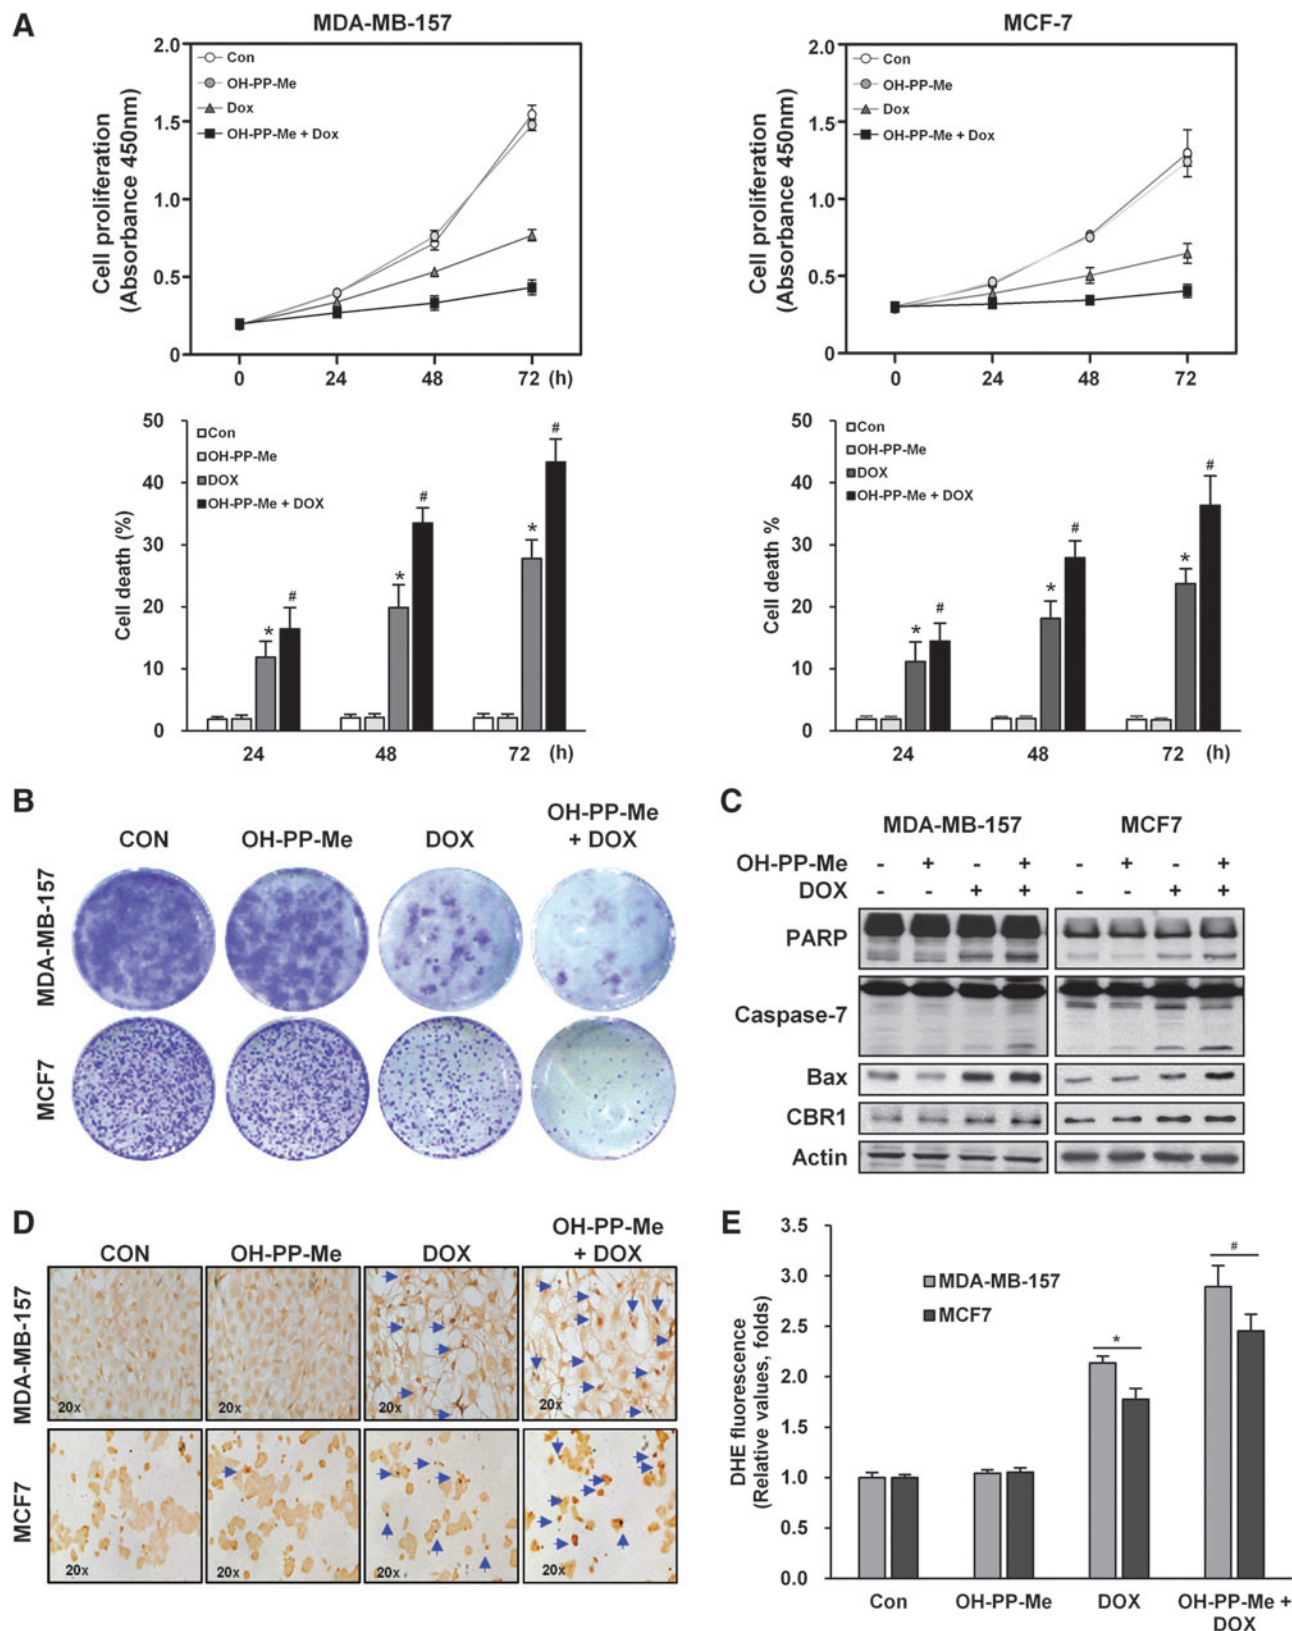 A
MDA-MB-157
MCF-7
Cell proliferation
(Absorbance 450nm)
2.0
1.5
1.0
0.5
0
Con
OH-PP-Me
Dox
OH-PP-Me + Dox
0 24 48 72 (h)
Cell proliferation
(Absorbance 450nm)
2.0
1.5
1.0
0.5
0
Con
OH-PP-Me
Dox
OH-PP-Me + Dox
0 24 48 72
Cell death (%)
50
40
30
20
10
0
Con
OH-PP-Me
DOX
OH-PP-Me + DOX
* # * # * #
24 48 72 (h)
Cell death %
50
40
30
20
10
0
Con
OH-PP-Me
DOX
OH-PP-Me + DOX
* # * # * #
24 48 72 (h)
B
CON OH-PP-Me DOX OH-PP-Me
+ DOX
MDA-MB-157
MCF7
C
MDA-MB-157 MCF7
OH-PP-Me - + - + - + - +
DOX - - + + - - + +
PARP
Caspase-7
Bax
CBR1
Actin
D
CON OH-PP-Me DOX OH-PP-Me
+ DOX
MDA-MB-157
20x 20x 20x 20x
MCF7
20x 20x 20x 20x
E
DHE fluorescence
(Relative values, folds)
3.5
3.0
2.5
2.0
1.5
1.0
0.5
0.0
MDA-MB-157
MCF7
* #
Con OH-PP-Me DOX OH-PP-Me +
DOX